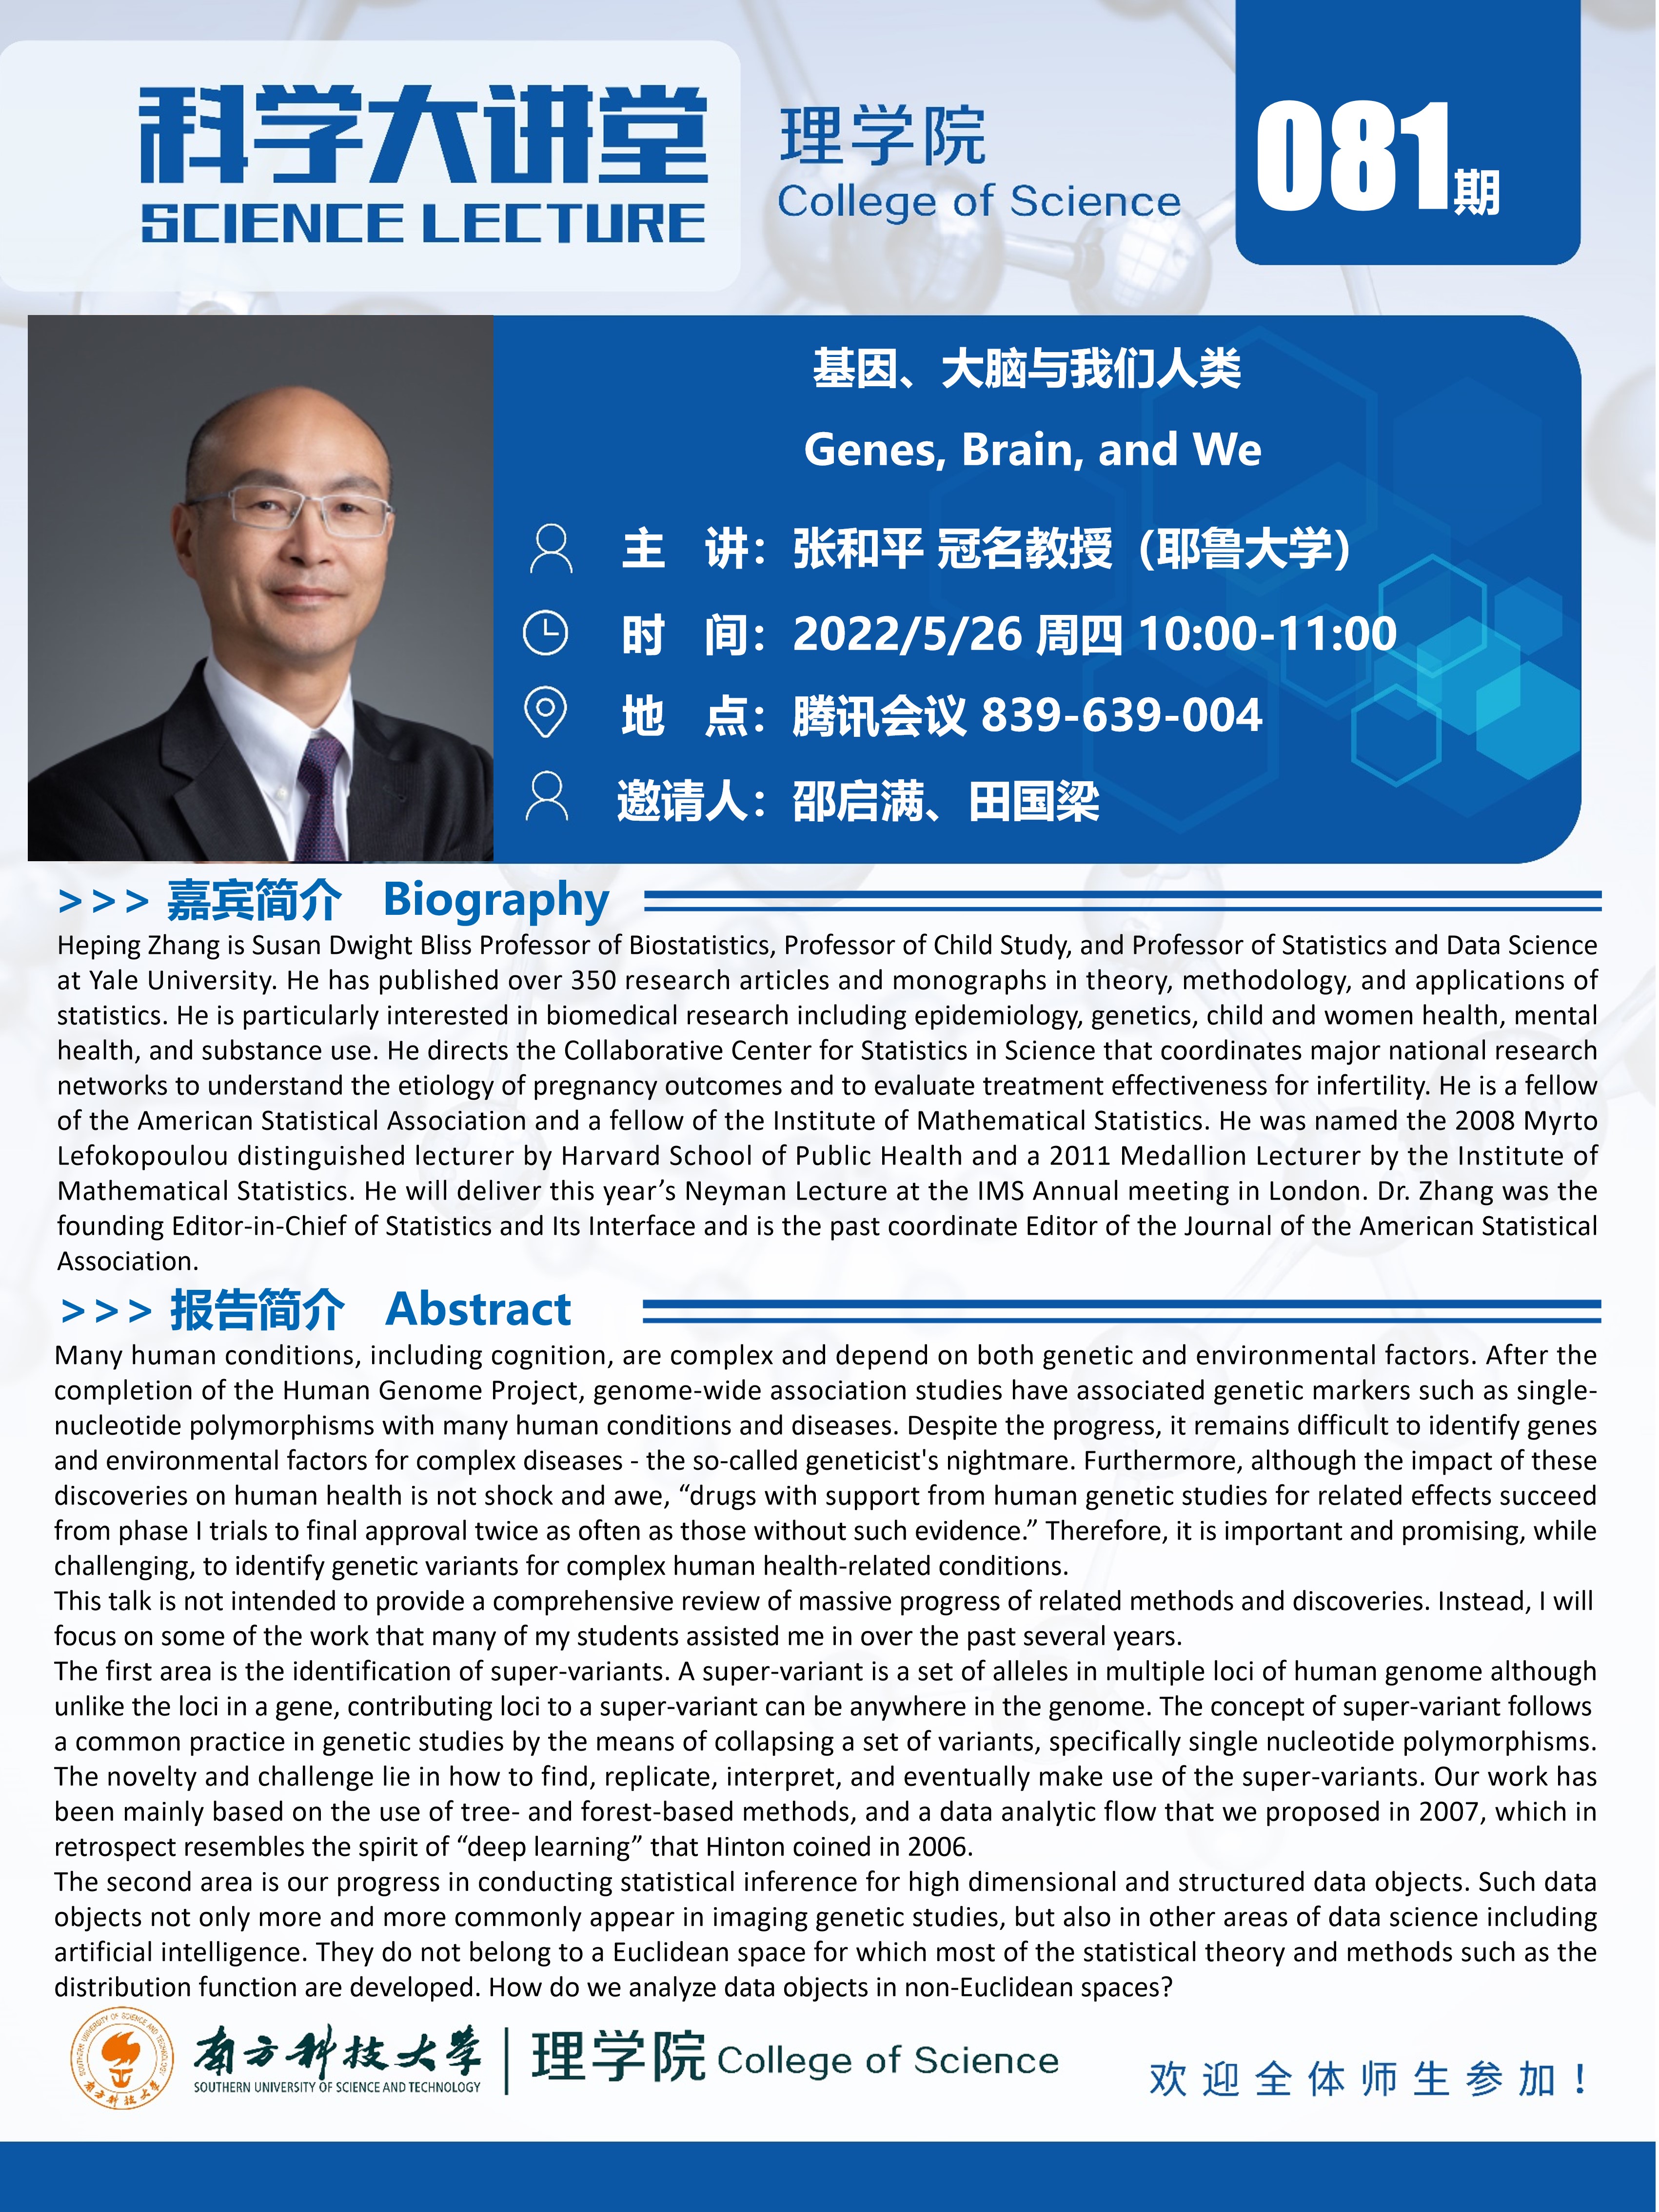 科学大讲堂
SCIENCE LECTURE
理学院
College of Science
081期
基因、大脑与我们人类
Genes, Brain, and We
主 讲：张和平 冠名教授（耶鲁大学）
时 间：2022/5/26 周四 10:00-11:00
地 点：腾讯会议 839-639-004
邀请人：邵启满、田国梁
>>> 嘉宾简介 Biography
Heping Zhang is Susan Dwight Bliss Professor of Biostatistics, Professor of Child Study, and Professor of Statistics and Data Science
at Yale University. He has published over 350 research articles and monographs in theory, methodology, and applications of
statistics. He is particularly interested in biomedical research including epidemiology, genetics, child and women health, mental
health, and substance use. He directs the Collaborative Center for Statistics in Science that coordinates major national research
networks to understand the etiology of pregnancy outcomes and to evaluate treatment effectiveness for infertility. He is a fellow
of the American Statistical Association and a fellow of the Institute of Mathematical Statistics. He was named the 2008 Myrto
Lefokopoulou distinguished lecturer by Harvard School of Public Health and a 2011 Medallion Lecturer by the Institute of
Mathematical Statistics. He will deliver this year’s Neyman Lecture at the IMS Annual meeting in London. Dr. Zhang was the
founding Editor-in-Chief of Statistics and Its Interface and is the past coordinate Editor of the Journal of the American Statistical
Association.
>>> 报告简介 Abstract
Many human conditions, including cognition, are complex and depend on both genetic and environmental factors. After the
completion of the Human Genome Project, genome-wide association studies have associated genetic markers such as single-
nucleotide polymorphisms with many human conditions and diseases. Despite the progress, it remains difficult to identify genes
and environmental factors for complex diseases - the so-called geneticist's nightmare. Furthermore, although the impact of these
discoveries on human health is not shock and awe, “drugs with support from human genetic studies for related effects succeed
from phase I trials to final approval twice as often as those without such evidence.” Therefore, it is important and promising, while
challenging, to identify genetic variants for complex human health-related conditions.
This talk is not intended to provide a comprehensive review of massive progress of related methods and discoveries. Instead, I will
focus on some of the work that many of my students assisted me in over the past several years.
The first area is the identification of super-variants. A super-variant is a set of alleles in multiple loci of human genome although
unlike the loci in a gene, contributing loci to a super-variant can be anywhere in the genome. The concept of super-variant follows
a common practice in genetic studies by the means of collapsing a set of variants, specifically single nucleotide polymorphisms.
The novelty and challenge lie in how to find, replicate, interpret, and eventually make use of the super-variants. Our work has
been mainly based on the use of tree- and forest-based methods, and a data analytic flow that we proposed in 2007, which in
retrospect resembles the spirit of “deep learning” that Hinton coined in 2006.
The second area is our progress in conducting statistical inference for high dimensional and structured data objects. Such data
objects not only more and more commonly appear in imaging genetic studies, but also in other areas of data science including
artificial intelligence. They do not belong to a Euclidean space for which most of the statistical theory and methods such as the
distribution function are developed. How do we analyze data objects in non-Euclidean spaces?
SOUTHERN UNIVERSITY OF SCIENCE AND TECHNOLOGY
南方科技大学
南方科技大学
SOUTHERN UNIVERSITY OF SCIENCE AND TECHNOLOGY
理学院 College of Science
欢迎全体师生参加！